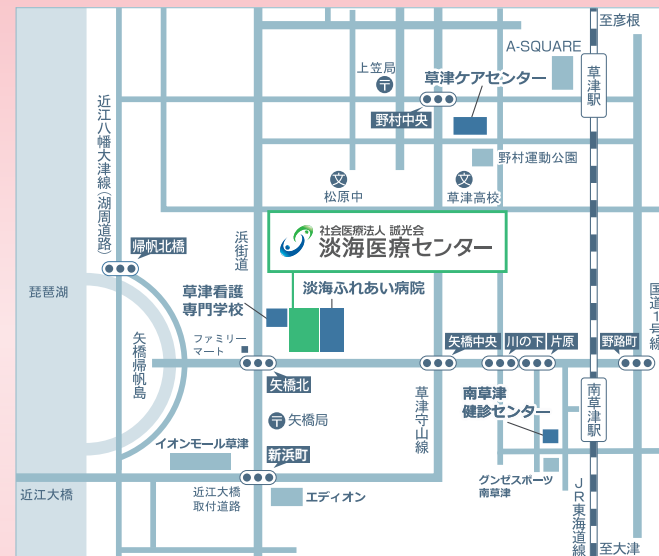 至彦根
A-SQUARE
上笠局
草津ケアセンター
草津駅
近江八幡大津線(湖周道路)
野村中央
野村運動公園
文
文
松原中
草津高校
社会医療法人 誠光会
淡海医療センター
浜街道
帰帆北橋
琵琶湖
草津看護
専門学校
淡海ふれあい病院
国道1号線
矢橋帰帆島
ファミリー
マート
矢橋中央
川の下
片原
野路町
矢橋北
南草津駅
草津守山線
南草津
健診センター
矢橋局
イオンモール草津
新浜町
グンゼスポーツ
南草津
近江大橋
近江大橋
取付道路
エディオン
JR東海道線
至大津